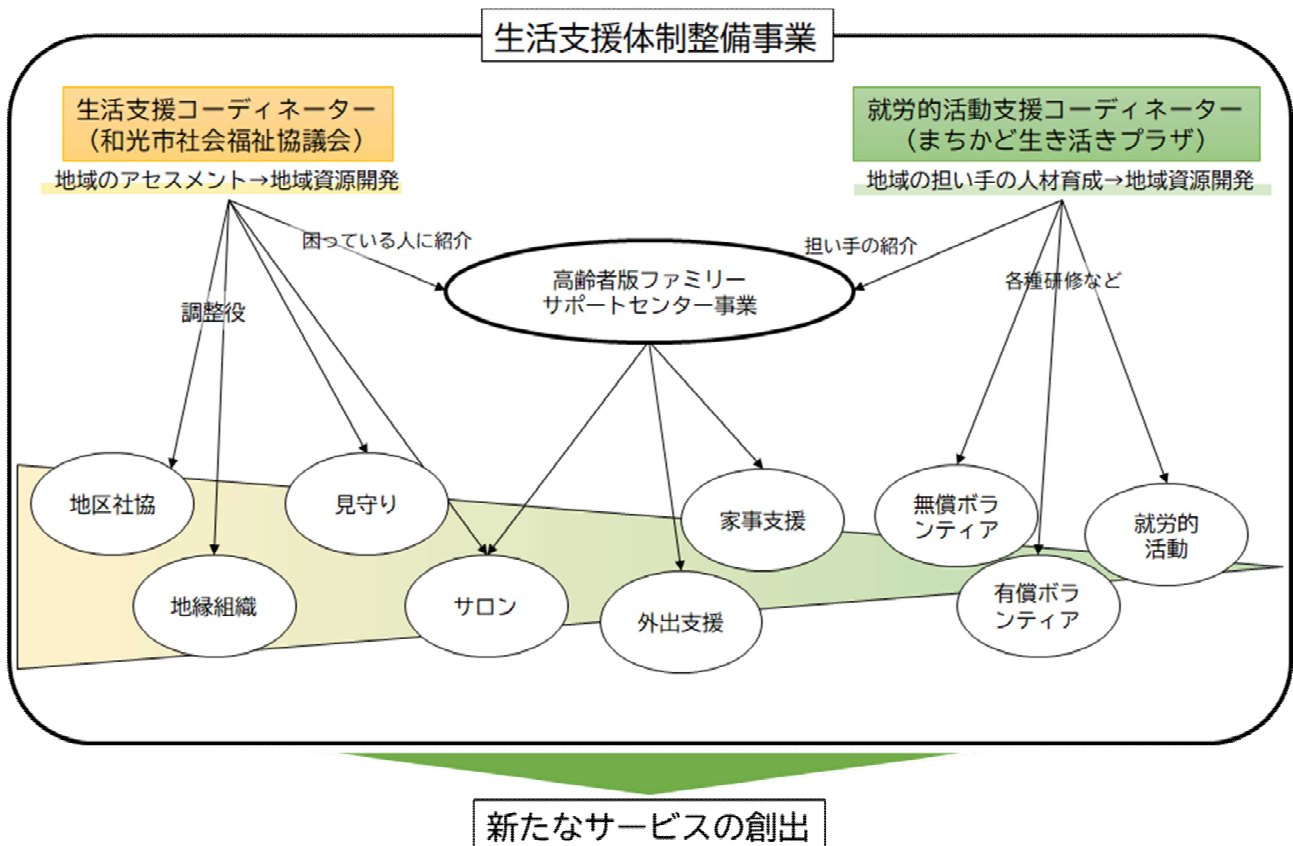 生活支援体制整備事業
生活支援コーディネーター
（和光市社会福祉協議会）
地域のアセスメント→地域資源開発
就労的活動支援コーディネーター
（まちかど生き活きプラザ）
地域の担い手の人材育成→地域資源開発
困っている人に紹介
担い手の紹介
調整役
高齢者版ファミリー
サポートセンター事業
各種研修など
地区社協
見守り
家事支援
無償ボラ
ンティア
就労的
活動
地縁組織
サロン
外出支援
有償ボラ
ンティア
新たなサービスの創出